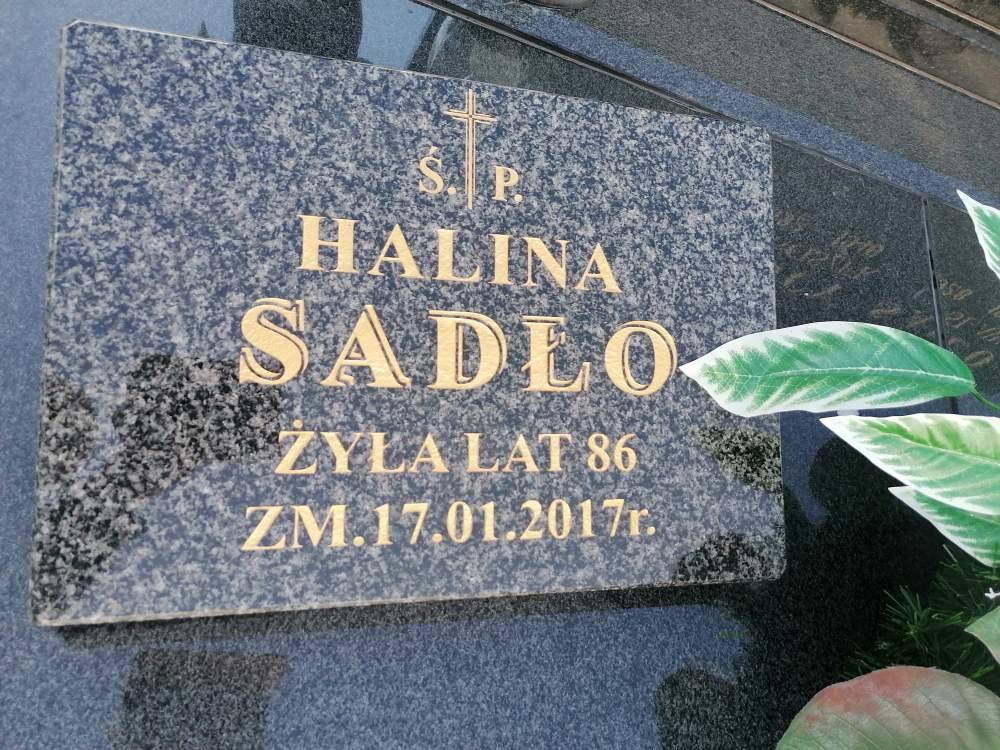 Ś. P.
HALINA
SADŁO
ŻYŁA LAT 86
ZM.17.01.2017r.